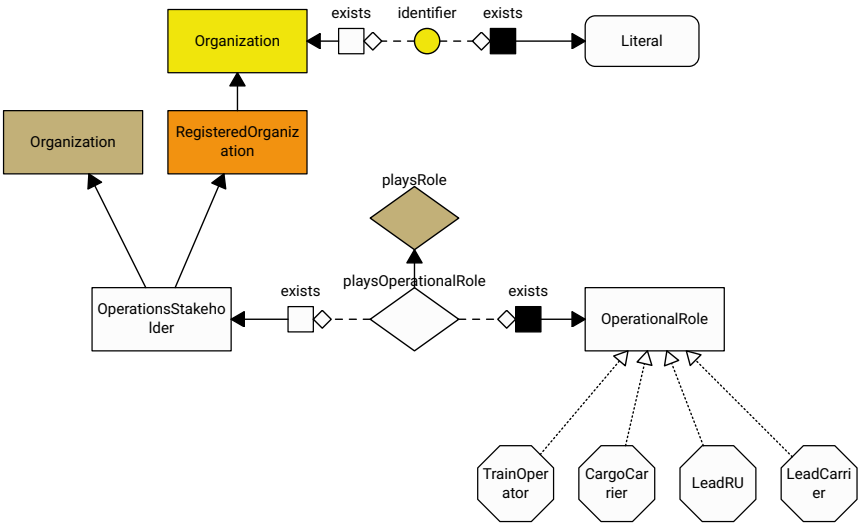 exists identifier exists
Organization
Literal
Organization
RegisteredOrganiz
ation
playsRole
playsOperationalRole
exists
exists
OperationsStakeho
lder
OperationalRole
TrainOper
ator
CargoCar
rier
LeadRU
LeadCarri
er